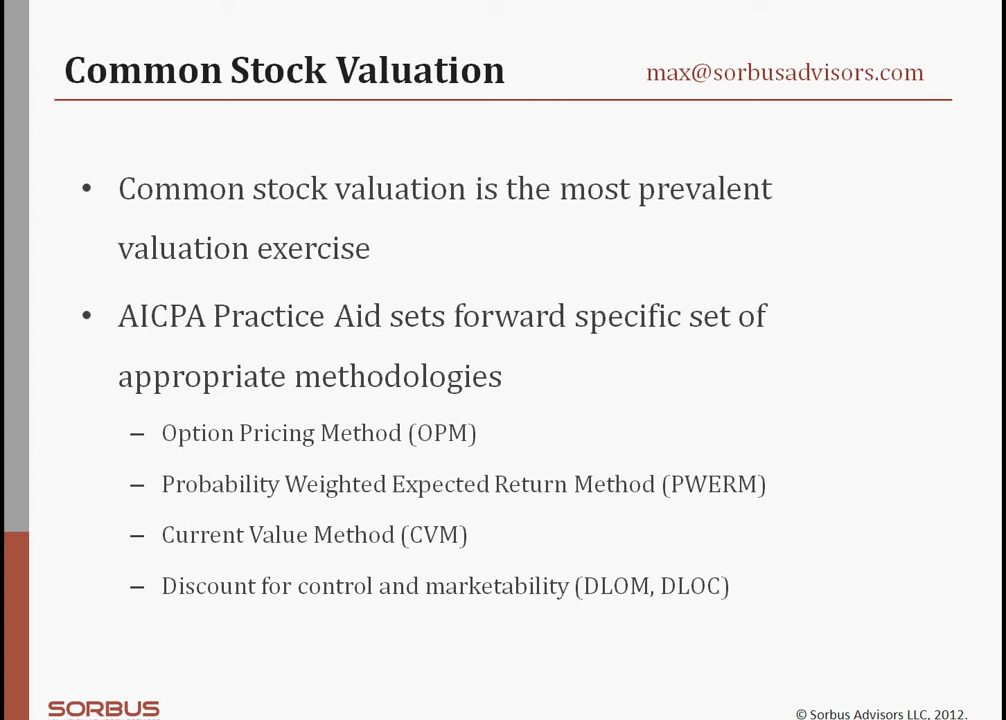 Common Stock Valuation
max@sorbusadvisors.com
• Common stock valuation is the most prevalent
valuation exercise
• AICPA Practice Aid sets forward specific set of
appropriate methodologies
– Option Pricing Method (OPM)
– Probability Weighted Expected Return Method (PWERM)
– Current Value Method (CVM)
– Discount for control and marketability (DLOM, DLOC)
SORBUS
© Sorbus Advisors LLC, 2012.